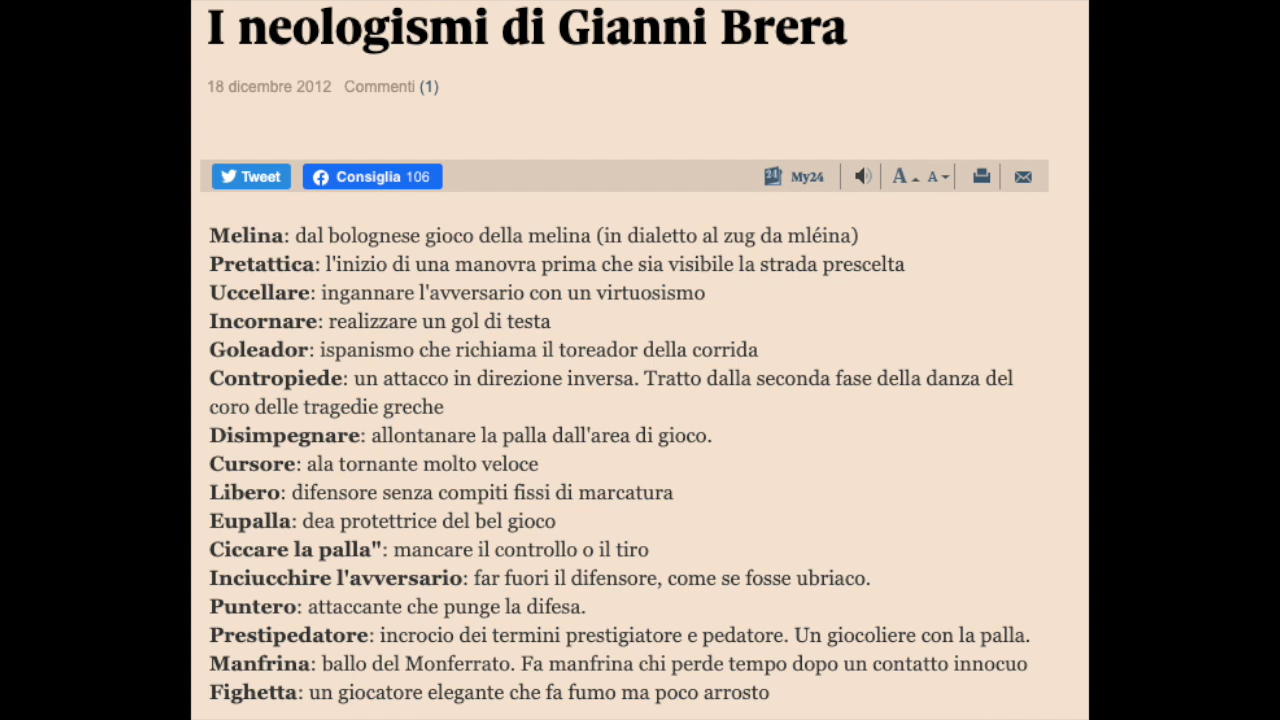 I neologismi di Gianni Brera
18 dicembre 2012 Commenti (1)
Tweet Consiglia 106 24 My24 A A
Melina: dal bolognese gioco della melina (in dialetto al zug da mléina)
Pretattica: l'inizio di una manovra prima che sia visibile la strada prescelta
Uccellare: ingannare l'avversario con un virtuosismo
Incornare: realizzare un gol di testa
Goleador: ispanismo che richiama il toreador della corrida
Contropiede: un attacco in direzione inversa. Tratto dalla seconda fase della danza del
coro delle tragedie greche
Disimpegnare: allontanare la palla dall'area di gioco.
Cursore: ala tornante molto veloce
Libero: difensore senza compiti fissi di marcatura
Eupalla: dea protettrice del bel gioco
Ciccare la palla": mancare il controllo o il tiro
Inciucchire l'avversario: far fuori il difensore, come se fosse ubriaco.
Puntero: attaccante che punge la difesa.
Prestipedatore: incrocio dei termini prestigiatore e pedatore. Un giocoliere con la palla.
Manfrina: ballo del Monferrato. Fa manfrina chi perde tempo dopo un contatto innocuo
Fighetta: un giocatore elegante che fa fumo ma poco arrosto